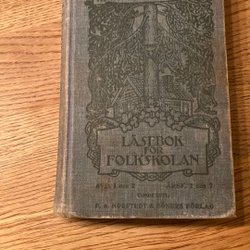 LÄSEBOK
FÖR
FOLKSKOLAN
P. A. NORSTEDT & SÖNERS FÖRLAG